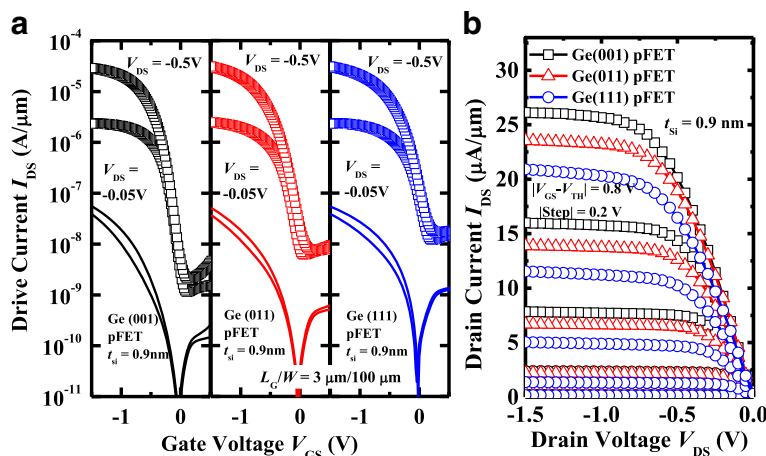 a
Drive Current I_DS (A/μm)
10^-4
10^-5
10^-6
10^-7
10^-8
10^-9
10^-10
10^-11
V_DS = -0.5V
V_DS =
-0.05V
Ge (001)
pFET
t_si = 0.9nm
-0.5V
V_DS =
-0.05V
Ge (011)
pFET
t_si = 0.9nm
V_DS = -0.5V
V_DS =
-0.05V
Ge (111)
pFET
t_si = 0.9nm
L_G/W = 3 μm/100 μm
-1 0 -1 0 -1 0
Gate Voltage V_GS (V)
b
Drain Current I_DS (μA/μm)
30
25
20
15
10
5
0
Ge(001) pFET
Ge(011) pFET
Ge(111) pFET
t_Si = 0.9 nm
|V_GS-V_TH| = 0.8 V
|Step| = 0.2 V
-1.5 -1.0 -0.5 0.0
Drain Voltage V_DS (V)